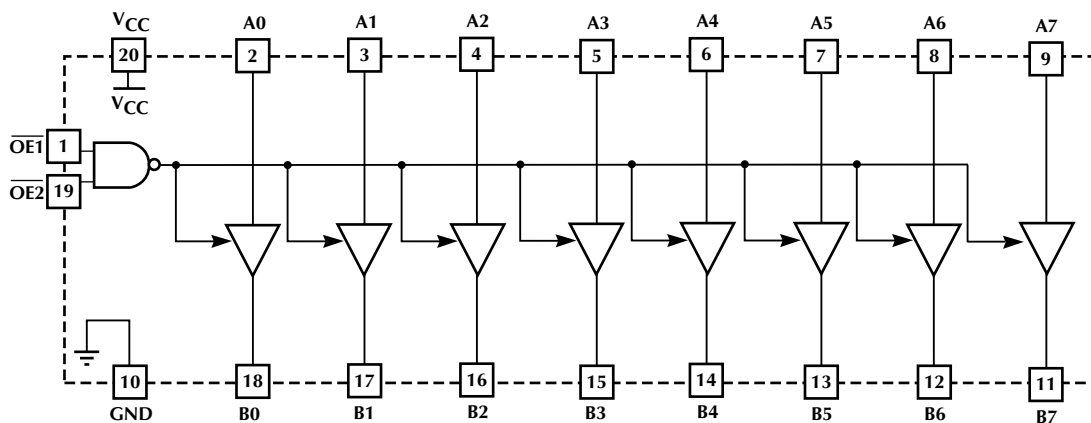 VCC A0 A1 A2 A3 A4 A5 A6 A7
20 2 3 4 5 6 7 8 9
VCC
OE1 1
OE2 19
10 18 17 16 15 14 13 12 11
GND B0 B1 B2 B3 B4 B5 B6 B7